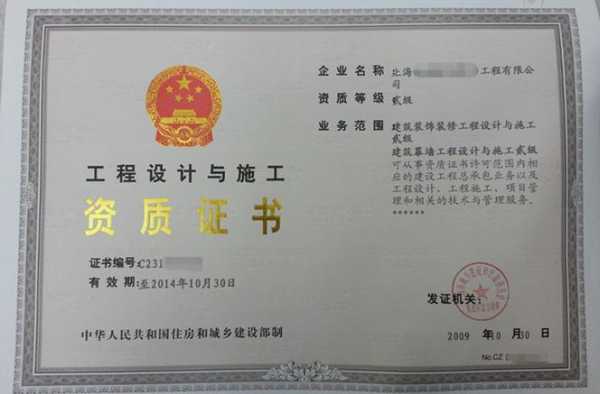 工程设计与施工
资质证书
证书编号:C231
有 效 期:至2014年10月30日
中华人民共和国住房和城乡建设部制
企业名称 上海 )工程有限公
司
资质等级 贰级
业务范围 建筑装饰装修工程设计与施工
贰级
建筑幕墙工程设计与施工贰级
可从事资质证书许可范围内相
应的建设工程总承包业务以及
工程设计、工程施工、项目管
理和相关的技术与管理服务。
******
发证机关:
2009 年10 月30 日
No.CZ